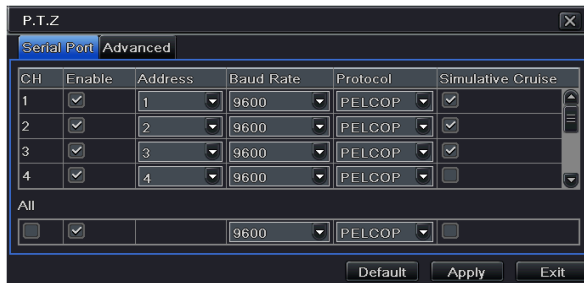 P.T.Z
Serial Port Advanced
CH Enable Address Baud Rate Protocol Simulative Cruise
1 1 9600 PELCOP
2 2 9600 PELCOP
3 3 9600 PELCOP
4 4 9600 PELCOP
All
9600 PELCOP
Default Apply Exit